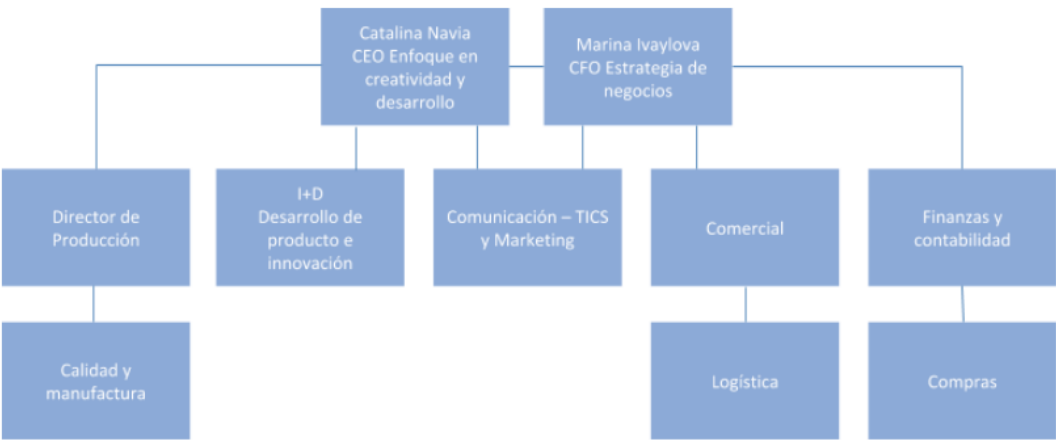 Catalina Navia
CEO Enfoque en
creatividad y
desarrollo
Marina Ivaylova
CFO Estrategia de
negocios
Director de
Producción
I+D
Desarrollo de
producto e
innovación
Comunicación – TICS
y Marketing
Comercial
Finanzas y
contabilidad
Calidad y
manufactura
Logística
Compras